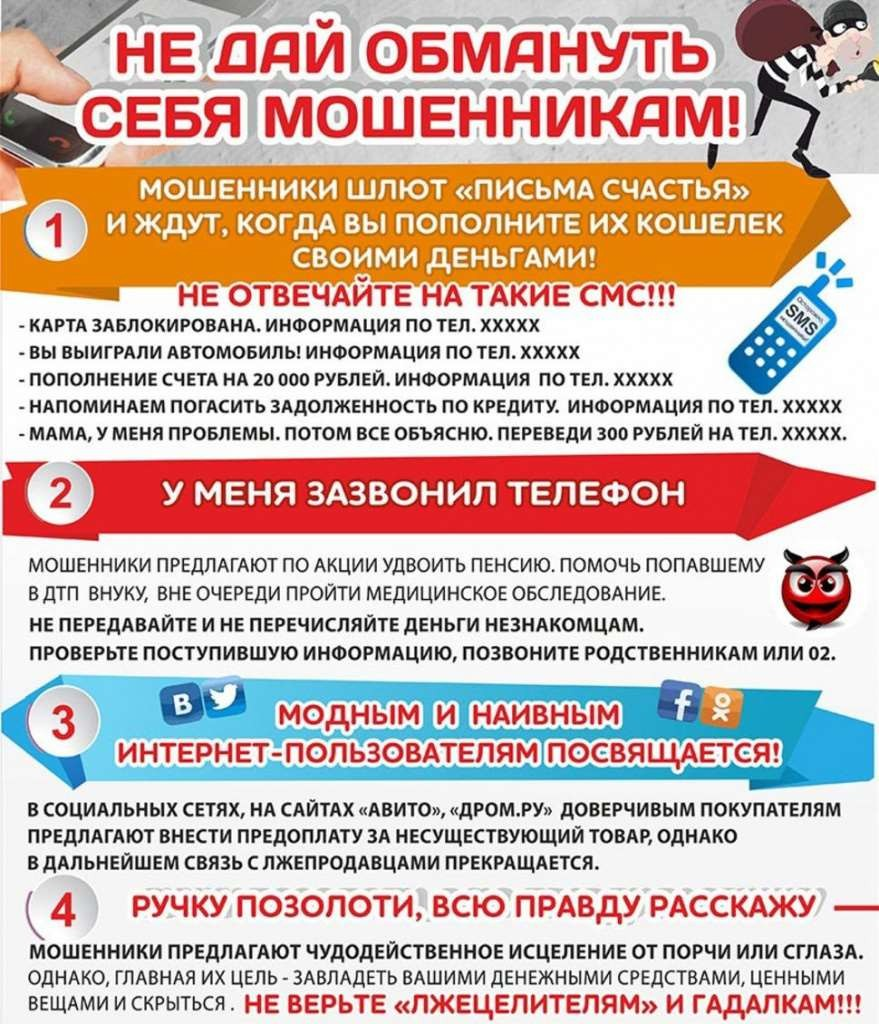 НЕ ДАЙ ОБМАНУТЬ
СЕБЯ МОШЕННИКАМ!
1
МОШЕННИКИ ШЛЮТ «ПИСЬМА СЧАСТЬЯ»
И ЖДУТ, КОГДА ВЫ ПОПОЛНИТЕ ИХ КОШЕЛЕК
СВОИМИ ДЕНЬГАМИ!
НЕ ОТВЕЧАЙТЕ НА ТАКИЕ СМС!!!
- КАРТА ЗАБЛОКИРОВАНА. ИНФОРМАЦИЯ ПО ТЕЛ. ХХХХХ
- ВЫ ВЫИГРАЛИ АВТОМОБИЛЬ! ИНФОРМАЦИЯ ПО ТЕЛ. ХХХХХ
- ПОПОЛНЕНИЕ СЧЕТА НА 20 000 РУБЛЕЙ. ИНФОРМАЦИЯ ПО ТЕЛ. ХХХХХ
- НАПОМИНАЕМ ПОГАСИТЬ ЗАДОЛЖЕННОСТЬ ПО КРЕДИТУ. ИНФОРМАЦИЯ ПО ТЕЛ. ХХХХХ
- МАМА, У МЕНЯ ПРОБЛЕМЫ. ПОТОМ ВСЕ ОБЪЯСНЮ. ПЕРЕВЕДИ 300 РУБЛЕЙ НА ТЕЛ. ХХХХХ.
Осторожно,
SMS
мошенники!
2
У МЕНЯ ЗАЗВОНИЛ ТЕЛЕФОН
МОШЕННИКИ ПРЕДЛАГАЮТ ПО АКЦИИ УДВОИТЬ ПЕНСИЮ. ПОМОЧЬ ПОПАВШЕМУ
В ДТП ВНУКУ, ВНЕ ОЧЕРЕДИ ПРОЙТИ МЕДИЦИНСКОЕ ОБСЛЕДОВАНИЕ.
НЕ ПЕРЕДАВАЙТЕ И НЕ ПЕРЕЧИСЛЯЙТЕ ДЕНЬГИ НЕЗНАКОМЦАМ.
ПРОВЕРЬТЕ ПОСТУПИВШУЮ ИНФОРМАЦИЮ, ПОЗВОНИТЕ РОДСТВЕННИКАМ ИЛИ 02.
3
В
f
МОДНЫМ И НАИВНЫМ
ИНТЕРНЕТ-ПОЛЬЗОВАТЕЛЯМ ПОСВЯЩАЕТСЯ!
В СОЦИАЛЬНЫХ СЕТЯХ, НА САЙТАХ «АВИТО», «ДРОМ.РУ» ДОВЕРЧИВЫМ ПОКУПАТЕЛЯМ
ПРЕДЛАГАЮТ ВНЕСТИ ПРЕДОПЛАТУ ЗА НЕСУЩЕСТВУЮЩИЙ ТОВАР, ОДНАКО
В ДАЛЬНЕЙШЕМ СВЯЗЬ С ЛЖЕПРОДАВЦАМИ ПРЕКРАЩАЕТСЯ.
4
РУЧКУ ПОЗОЛОТИ, ВСЮ ПРАВДУ РАССКАЖУ
МОШЕННИКИ ПРЕДЛАГАЮТ ЧУДОДЕЙСТВЕННОЕ ИСЦЕЛЕНИЕ ОТ ПОРЧИ ИЛИ СГЛАЗА.
ОДНАКО, ГЛАВНАЯ ИХ ЦЕЛЬ - ЗАВЛАДЕТЬ ВАШИМИ ДЕНЕЖНЫМИ СРЕДСТВАМИ, ЦЕННЫМИ
ВЕЩАМИ И СКРЫТЬСЯ . НЕ ВЕРЬТЕ «ЛЖЕЦЕЛИТЕЛЯМ» И ГАДАЛКАМ!!!